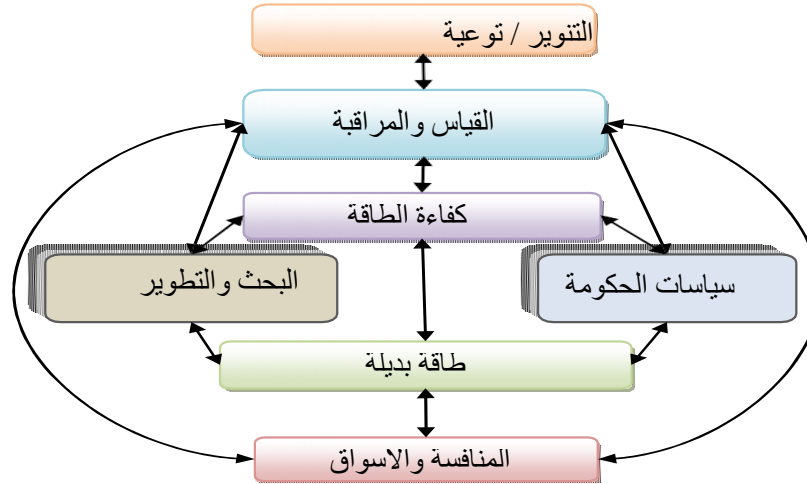 التنوير / توعية
القياس والمراقبة
كفاءة الطاقة
سياسات الحكومة
البحث والتطوير
طاقة بديلة
المنافسة والاسواق